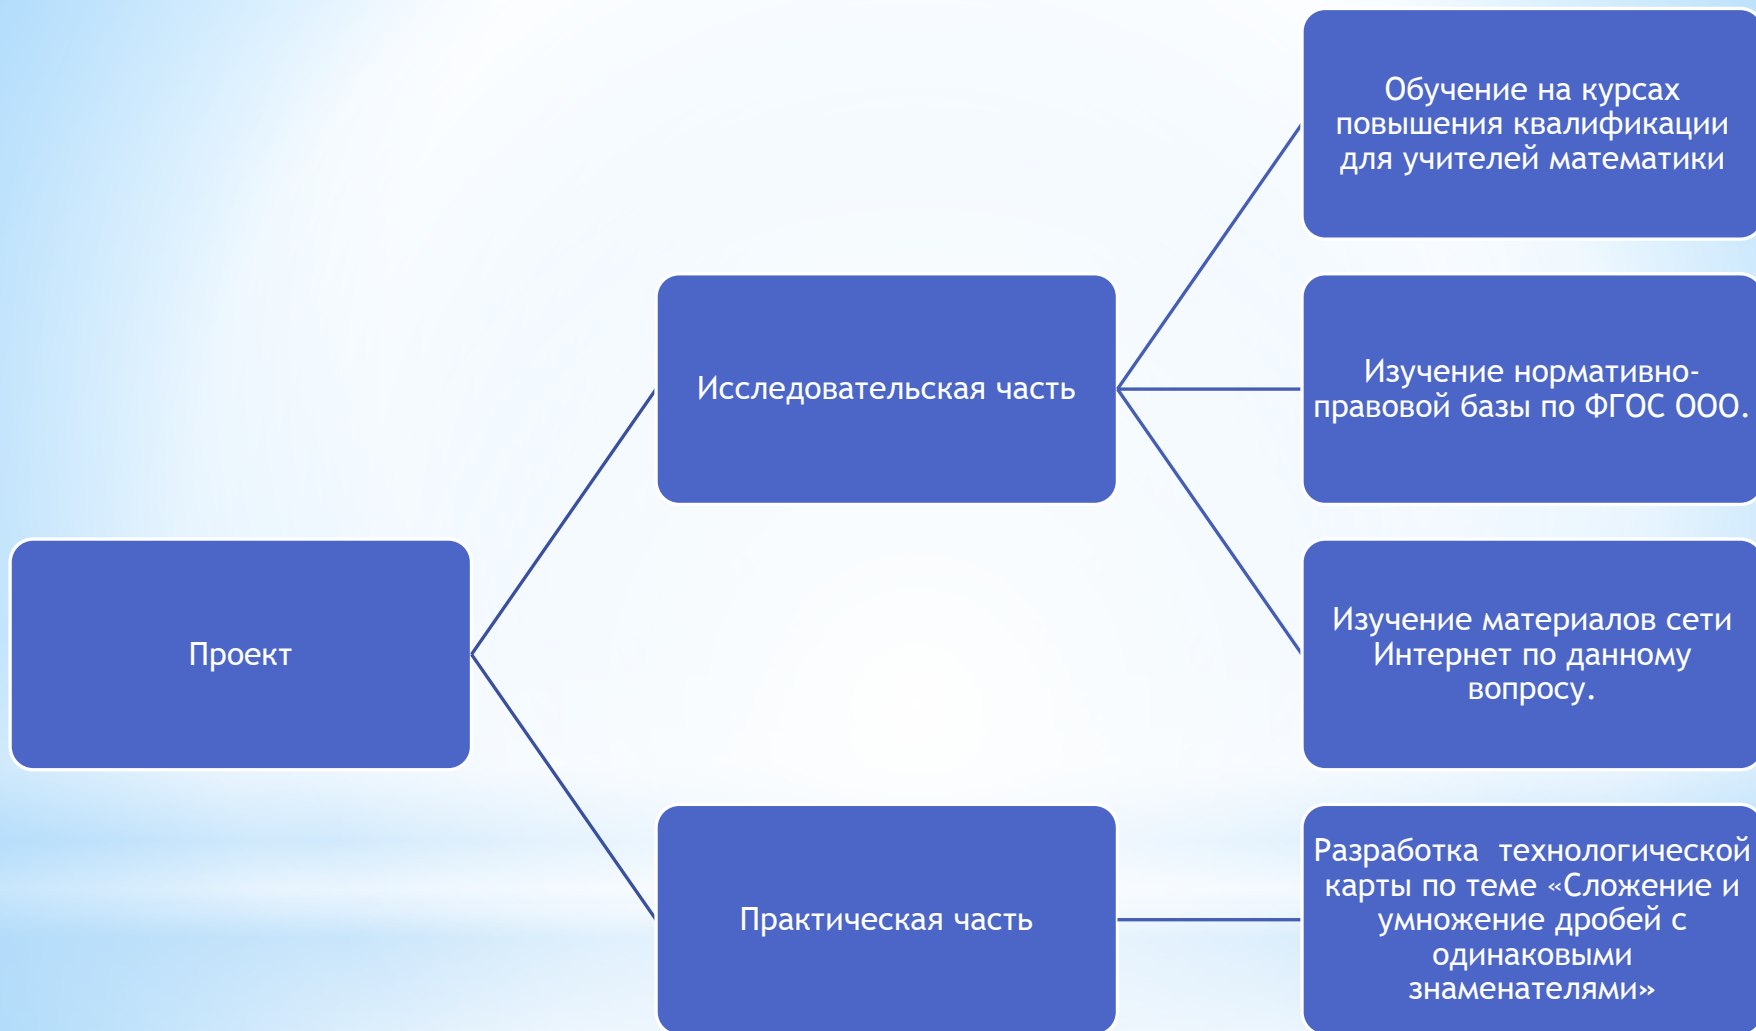 Обучение на курсах
повышения квалификации
для учителей математики
Исследовательская часть
Изучение нормативно-
правовой базы по ФГОС ООО.
Изучение материалов сети
Интернет по данному
вопросу.
Проект
Практическая часть
Разработка  технологической
карты по теме «Сложение и
умножение дробей с
одинаковыми
знаменателями»